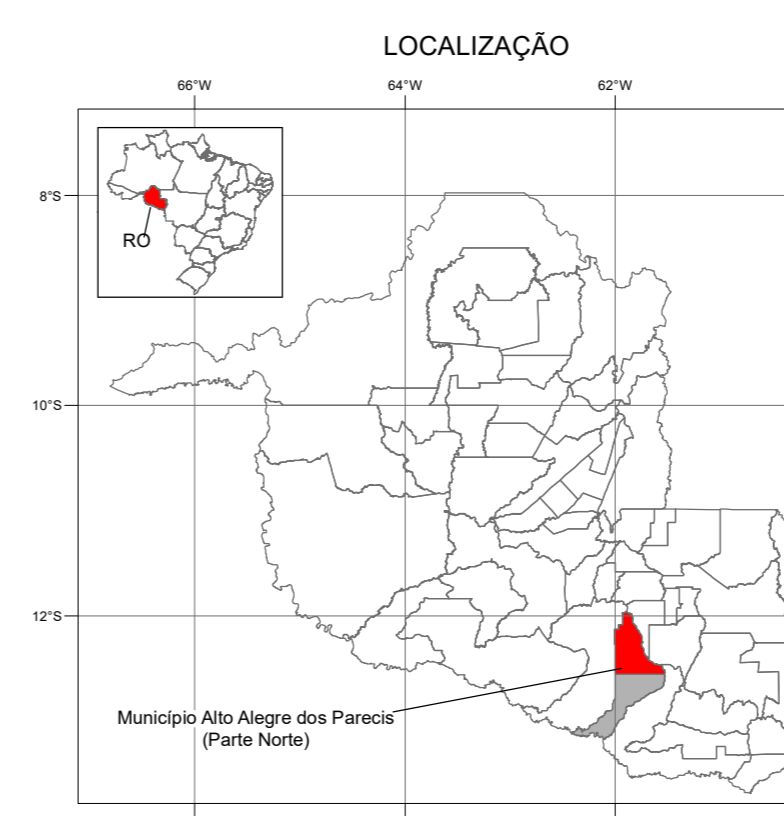 LOCALIZAÇÃO
66°W
64°W
62°W
8°S
RO
10°S
12°S
Município Alto Alegre dos Parecis
(Parte Norte)